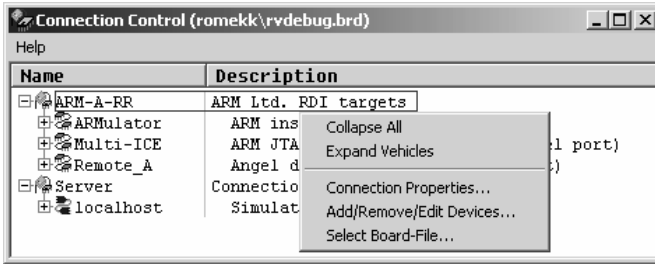 Connection Control (romekk\rvdebug.brd)
Help
Name Description
ARM-A-RR ARM Ltd. RDI targets
ARMulator ARM ins
Multi-ICE ARM JTA l port)
Remote_A Angel d )
Server Connectio
localhost Simulat
Collapse All
Expand Vehicles
Connection Properties...
Add/Remove/Edit Devices...
Select Board-File...